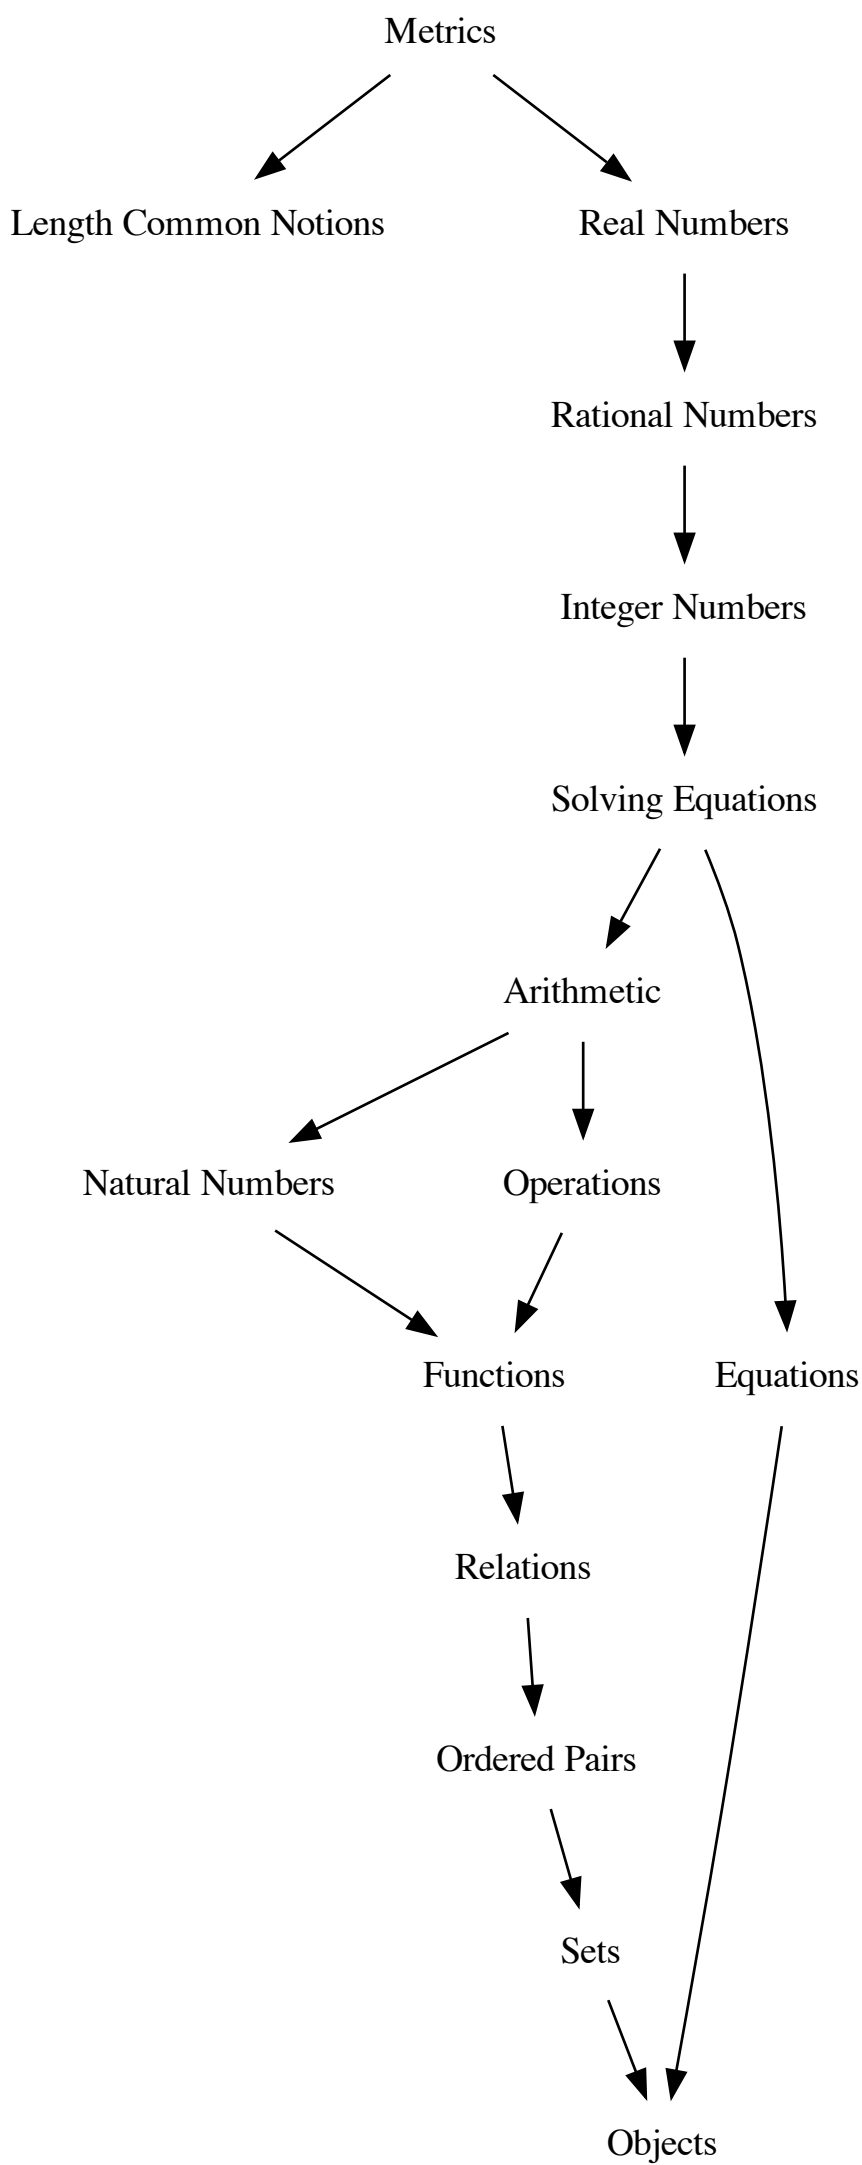 Metrics
Length Common Notions
Real Numbers
Rational Numbers
Integer Numbers
Solving Equations
Arithmetic
Natural Numbers
Operations
Functions
Equations
Relations
Ordered Pairs
Sets
Objects